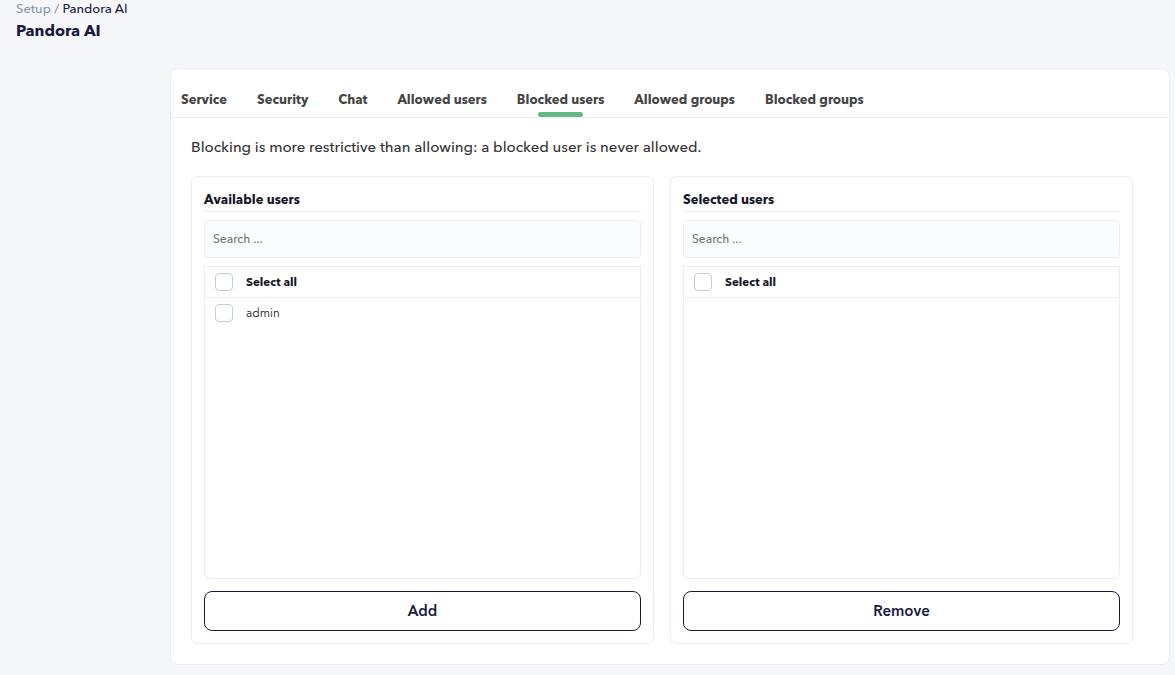 Setup / Pandora AI
Pandora AI
Service Security Chat Allowed users Blocked users Allowed groups Blocked groups
Blocking is more restrictive than allowing: a blocked user is never allowed.
Available users
Search ...
Select all
admin
Add
Selected users
Search ...
Select all
Remove